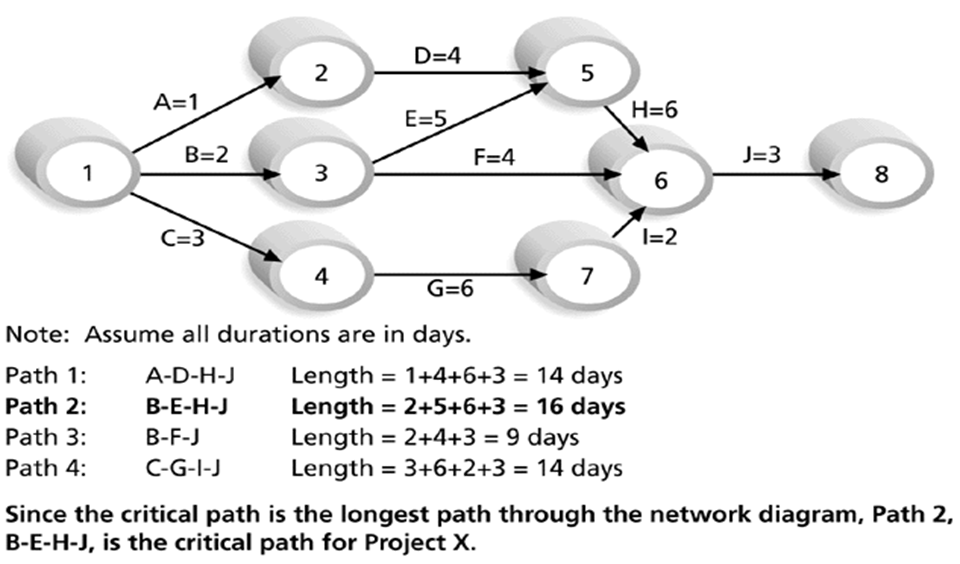 2
D=4
5
A=1
E=5
H=6
1
B=2
3
F=4
6
J=3
8
C=3
4
G=6
7
I=2
Note: Assume all durations are in days.
Path 1: A-D-H-J Length = 1+4+6+3 = 14 days
Path 2: B-E-H-J Length = 2+5+6+3 = 16 days
Path 3: B-F-J Length = 2+4+3 = 9 days
Path 4: C-G-I-J Length = 3+6+2+3 = 14 days
Since the critical path is the longest path through the network diagram, Path 2,
B-E-H-J, is the critical path for Project X.